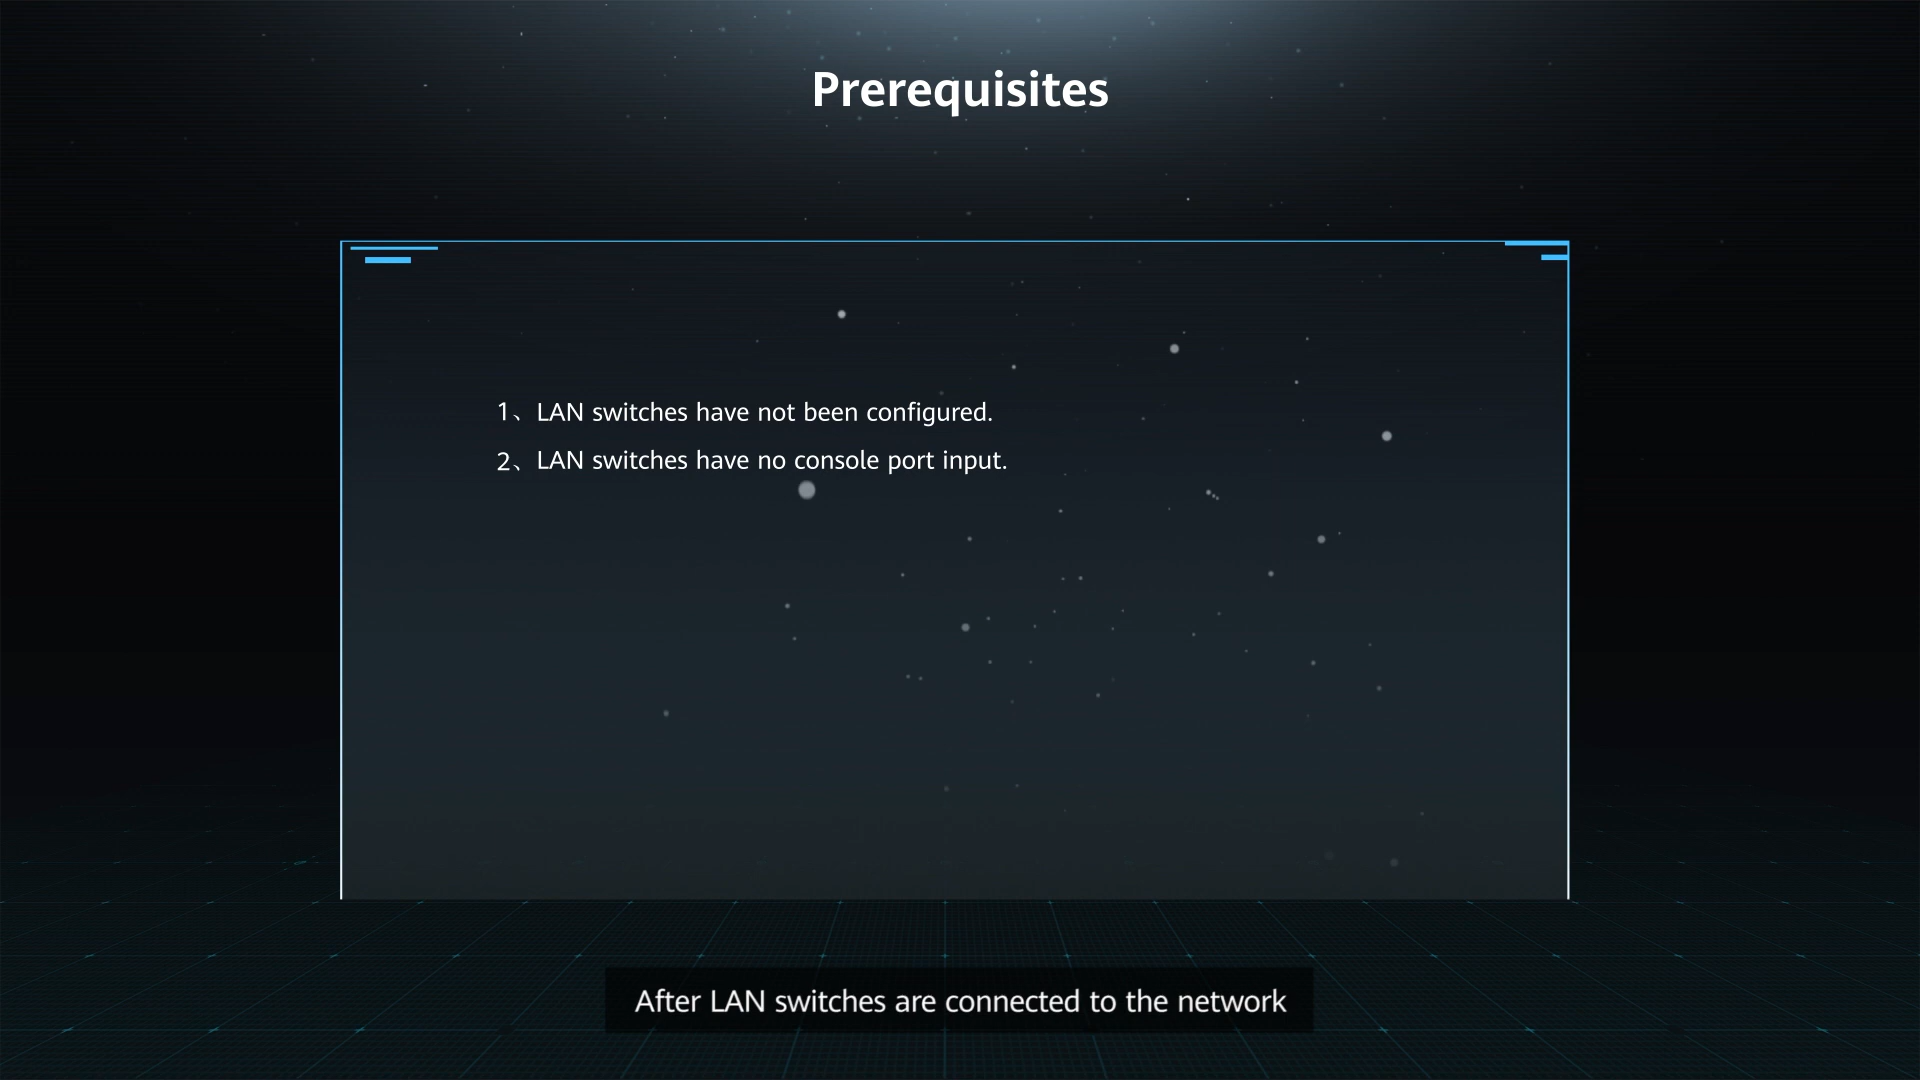 Prerequisites
1、LAN switches have not been configured.
2、LAN switches have no console port input.
After LAN switches are connected to the network